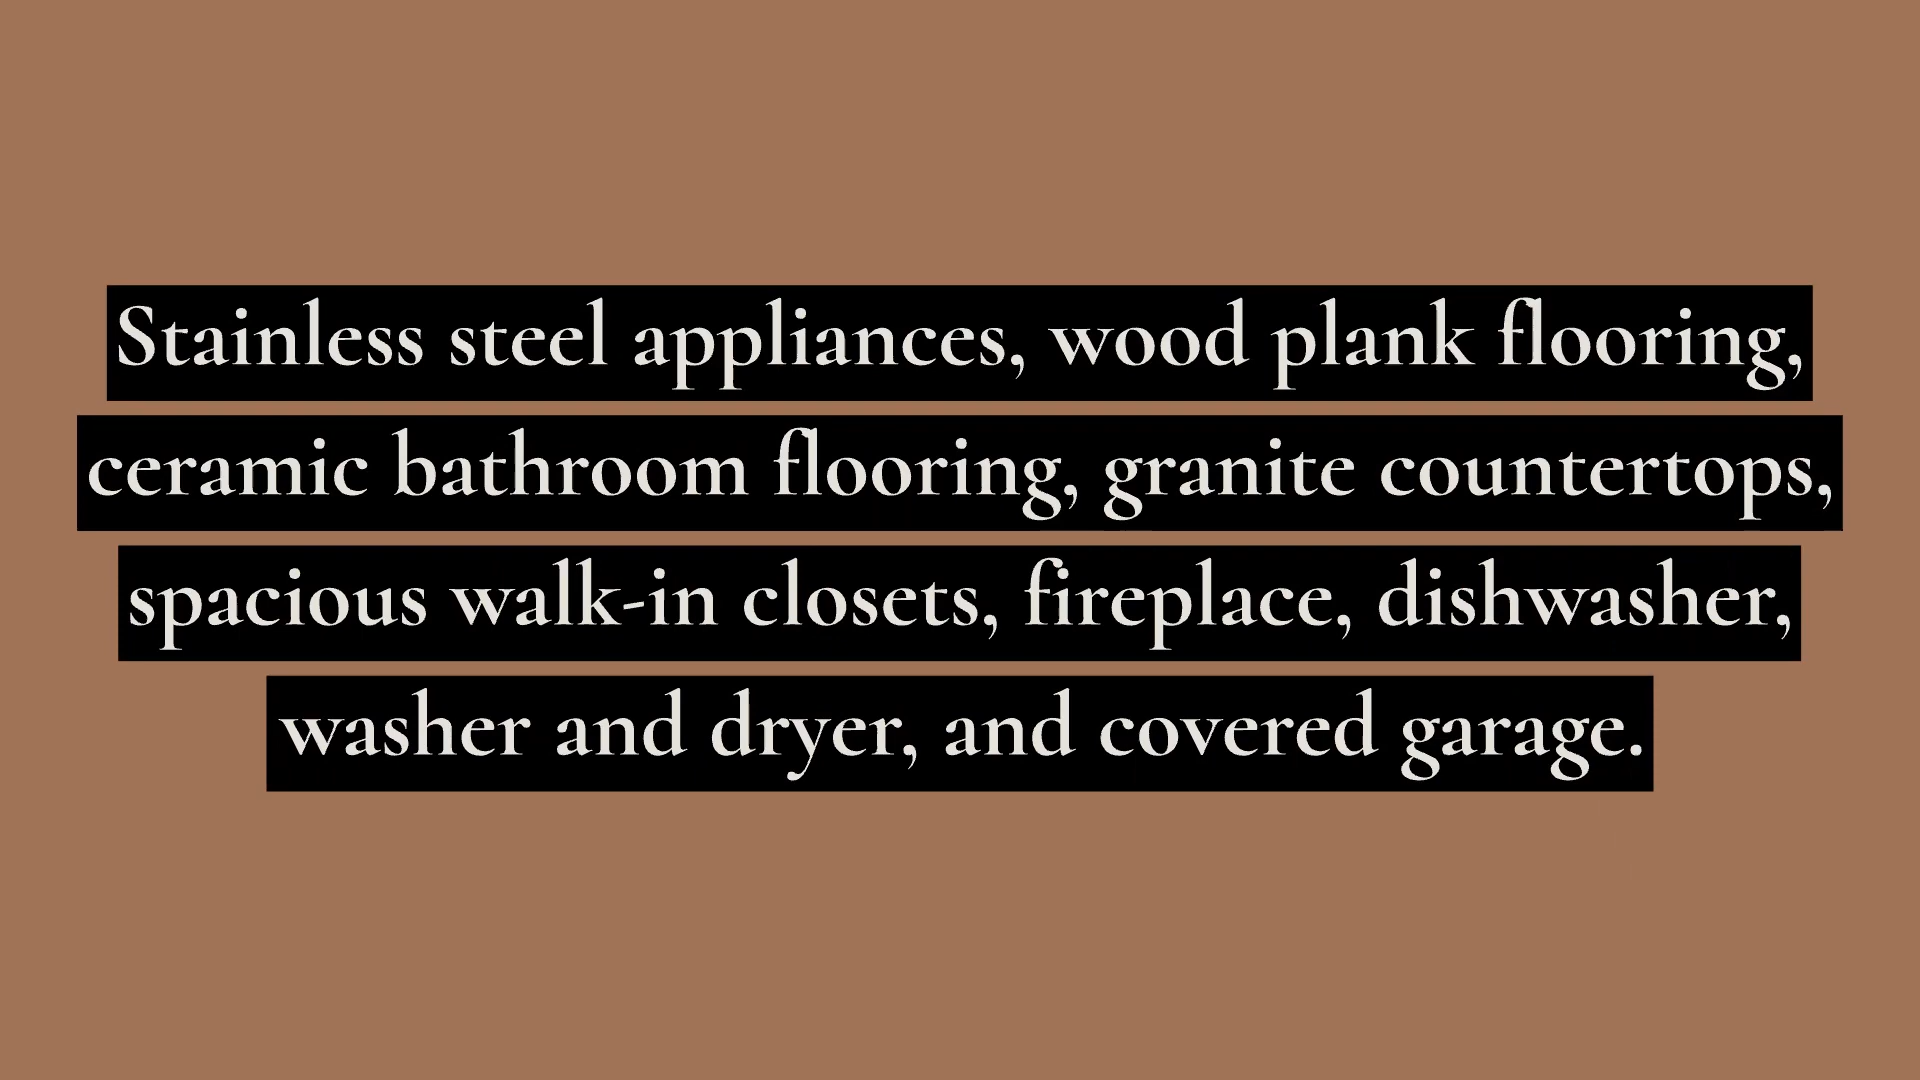 Stainless steel appliances, wood plank flooring,
ceramic bathroom flooring, granite countertops,
spacious walk-in closets, fireplace, dishwasher,
washer and dryer, and covered garage.